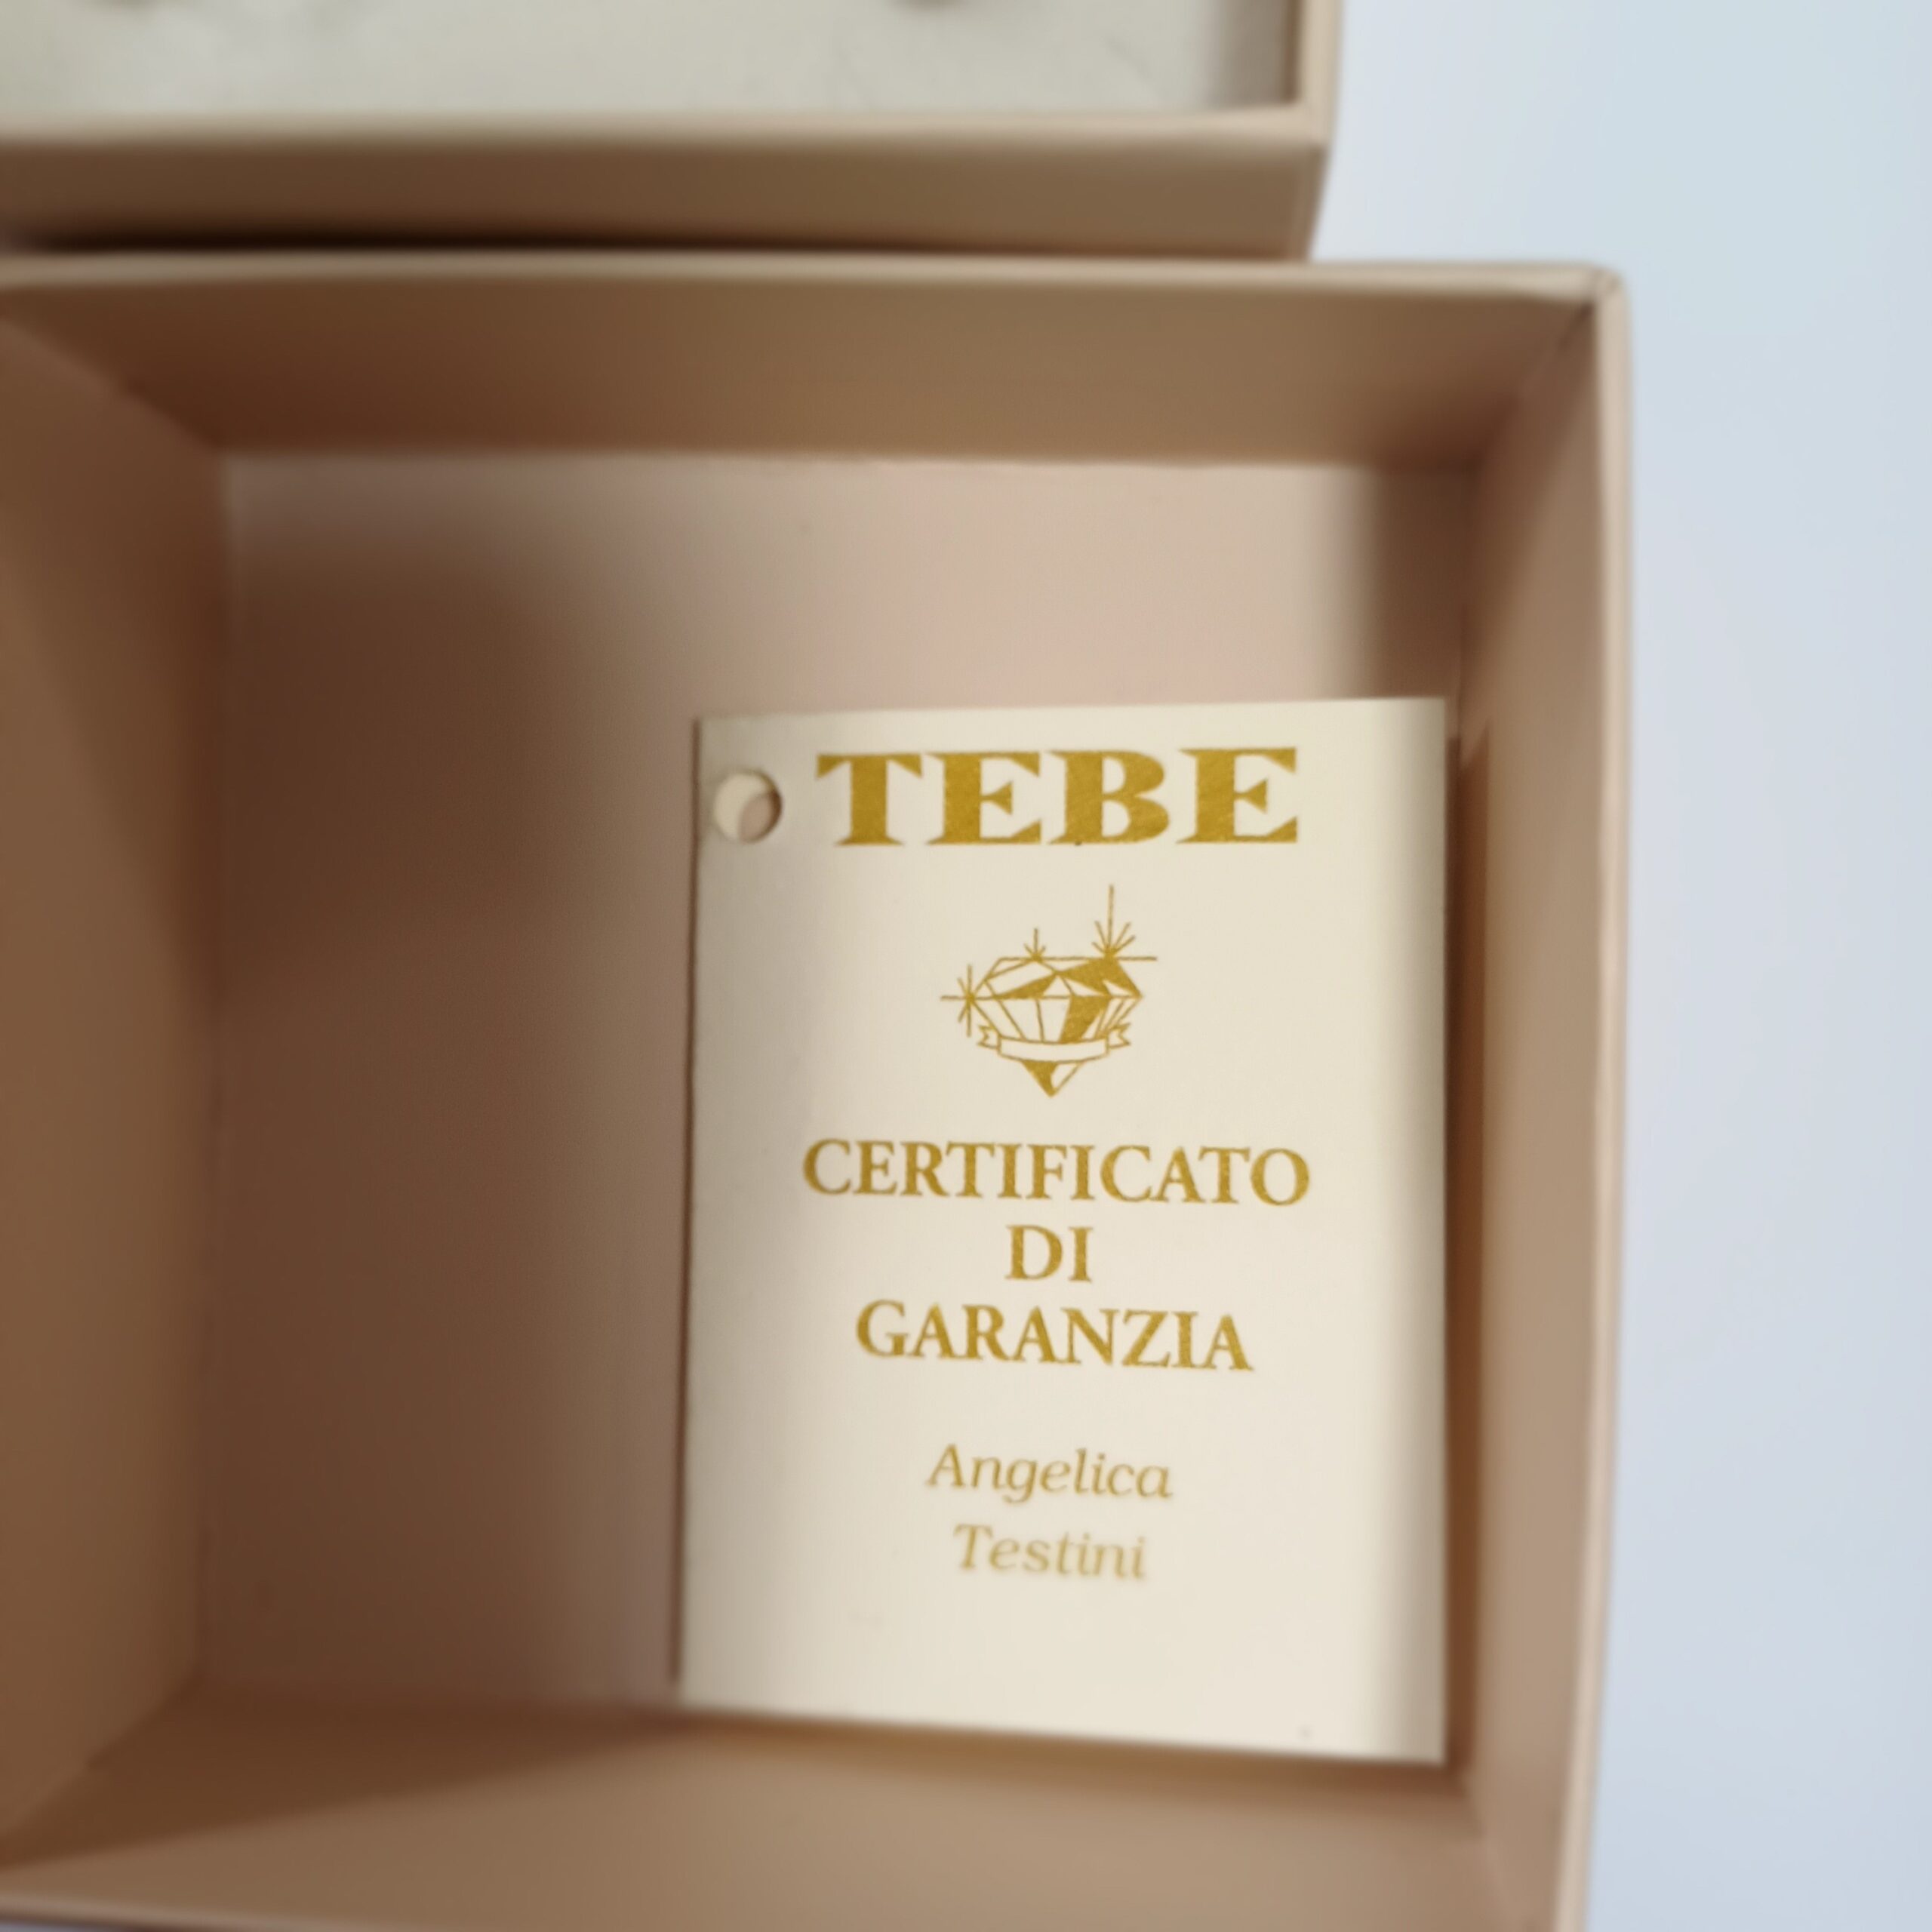 TEBE
CERTIFICATO
DI
GARANZIA
Angelica
Testini